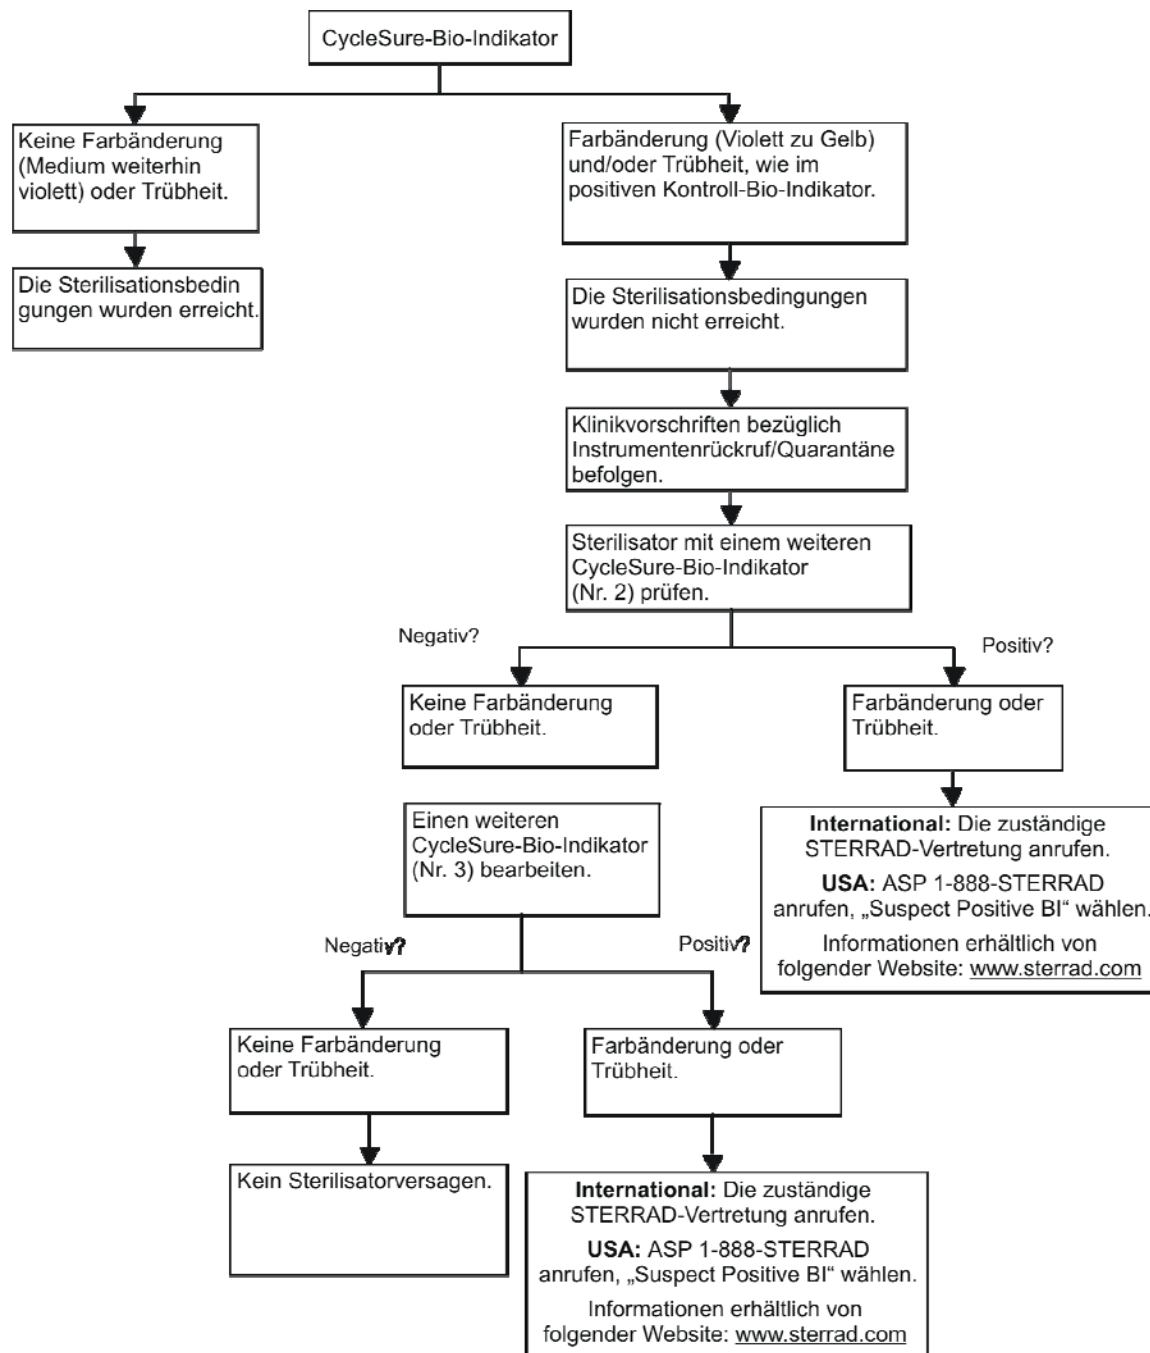 CycleSure-Bio-Indikator
Keine Farbänderung
(Medium weiterhin
violett) oder Trübheit.
Farbänderung (Violett zu Gelb)
und/oder Trübheit, wie im
positiven Kontroll-Bio-Indikator.
Die Sterilisationsbedin
gungen wurden erreicht.
Die Sterilisationsbedingungen
wurden nicht erreicht.
Klinikvorschriften bezüglich
Instrumentenrückruf/Quarantäne
befolgen.
Sterilisator mit einem weiteren
CycleSure-Bio-Indikator
(Nr. 2) prüfen.
Negativ?
Positiv?
Keine Farbänderung
oder Trübheit.
Farbänderung oder
Trübheit.
Einen weiteren
CycleSure-Bio-Indikator
(Nr. 3) bearbeiten.
International: Die zuständige
STERRAD-Vertretung anrufen.
USA: ASP 1-888-STERRAD
anrufen, „Suspect Positive BI“ wählen.
Informationen erhältlich von
folgender Website: www.sterrad.com
Negativ?
Positiv?
Keine Farbänderung
oder Trübheit.
Farbänderung oder
Trübheit.
Kein Sterilisatorversagen.
International: Die zuständige
STERRAD-Vertretung anrufen.
USA: ASP 1-888-STERRAD
anrufen, „Suspect Positive BI“ wählen.
Informationen erhältlich von
folgender Website: www.sterrad.com